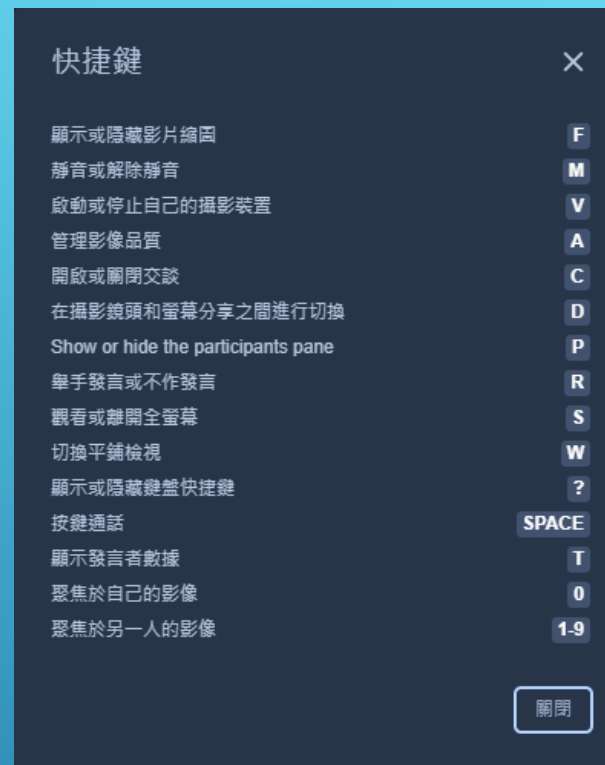 快捷鍵 ×
顯示或隱藏影片縮圖 F
靜音或解除靜音 M
啟動或停止自己的攝影裝置 V
管理影像品質 A
開啟或關閉交談 C
在攝影鏡頭和螢幕分享之間進行切換 D
Show or hide the participants pane P
舉手發言或不作發言 R
觀看或離開全螢幕 S
切換平鋪檢視 W
顯示或隱藏鍵盤快捷鍵 ?
按鍵通話 SPACE
顯示發言者數據 T
聚焦於自己的影像 0
聚焦於另一人的影像 1-9
關閉